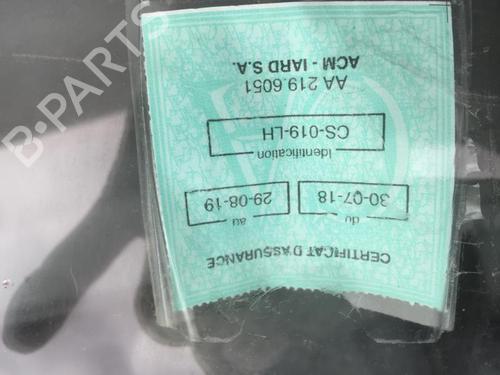 CERTIFICAT D'ASSURANCE
du au
30-07-18 29-08-19
Identification
CS-019-LH
AA 219.6051
ACM - IARD S.A.
B-PARTS